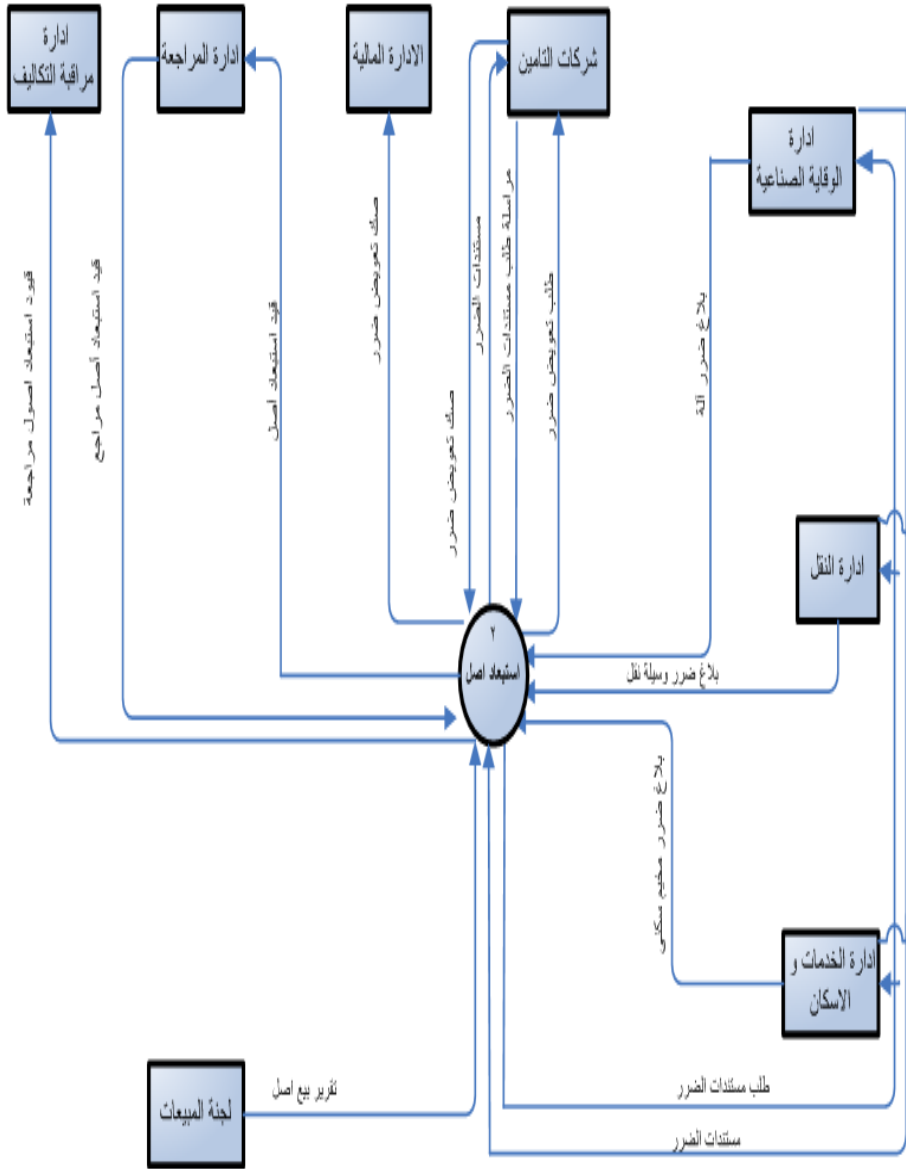 ادارة
مراقبة التكاليف
ادارة المراجعة
الادارة المالية
شركات التامين
ادارة
الوقاية الصناعية
قيود استبعاد اصول مراجعة
قيد استبعاد أصل مراجع
قيد استبعاد اصل
صك تعويض ضرر
صك تعويض ضرر
مستندات الضرر
مراسلة طلب مستندات الضرر
طلب تعويض ضرر
بلاغ ضرر آلة
ادارة النقل
٢
استبعاد اصل
بلاغ ضرر وسيلة نقل
بلاغ ضرر مخيم سكنى
ادارة الخدمات و
الاسكان
لجنة المبيعات
تقرير بيع اصل
طلب مستندات الضرر
مستندات الضرر